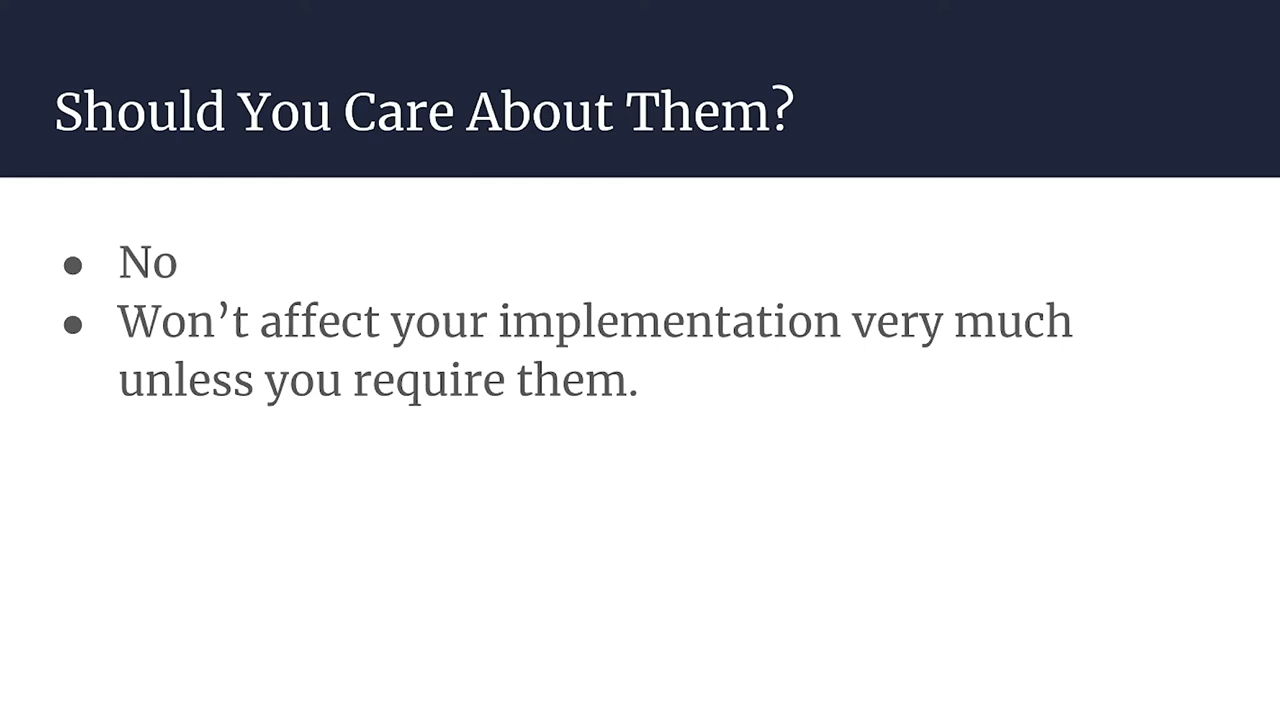 Should You Care About Them?
● No
● Won’t affect your implementation very much
unless you require them.